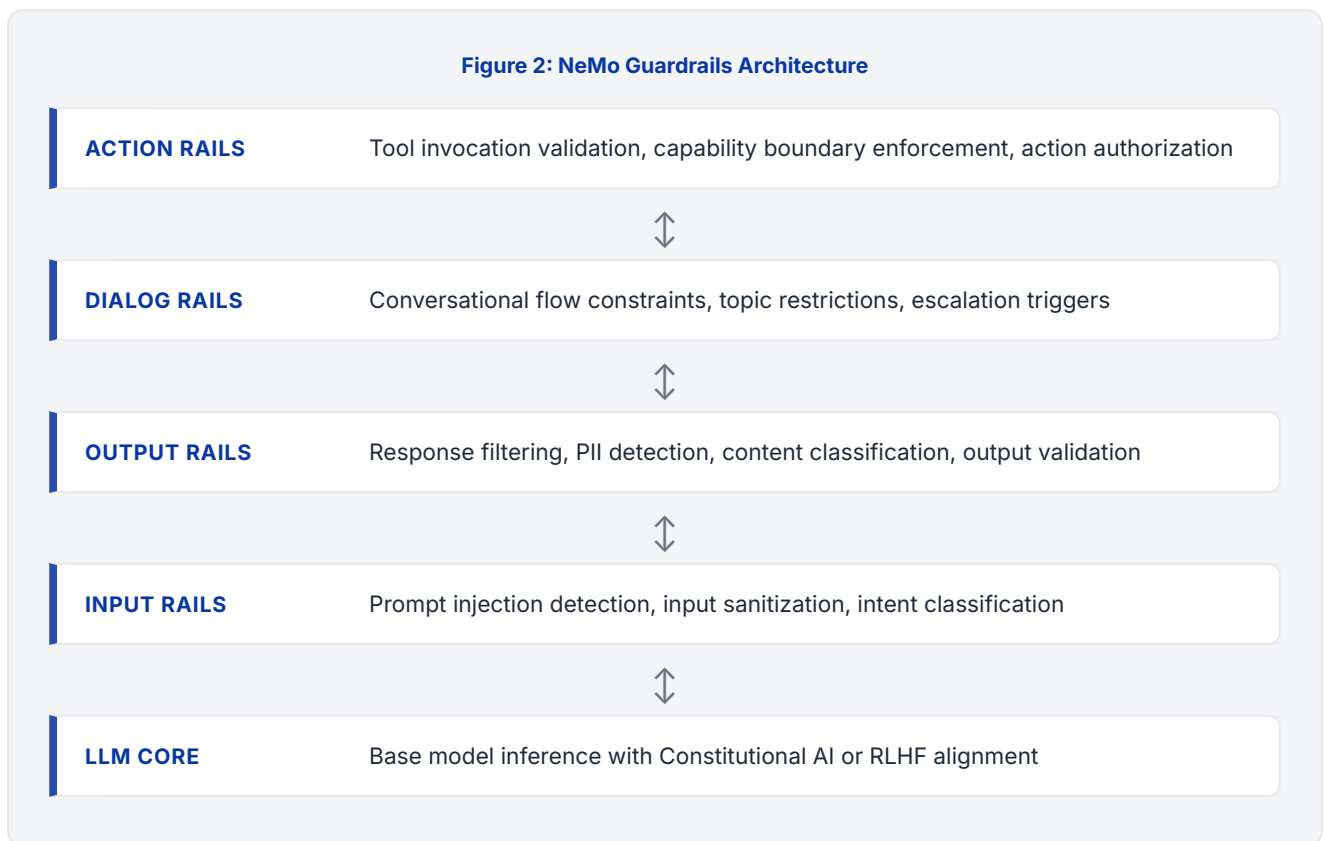 Figure 2: NeMo Guardrails Architecture
ACTION RAILS Tool invocation validation, capability boundary enforcement, action authorization
DIALOG RAILS Conversational flow constraints, topic restrictions, escalation triggers
OUTPUT RAILS Response filtering, PII detection, content classification, output validation
INPUT RAILS Prompt injection detection, input sanitization, intent classification
LLM CORE Base model inference with Constitutional AI or RLHF alignment